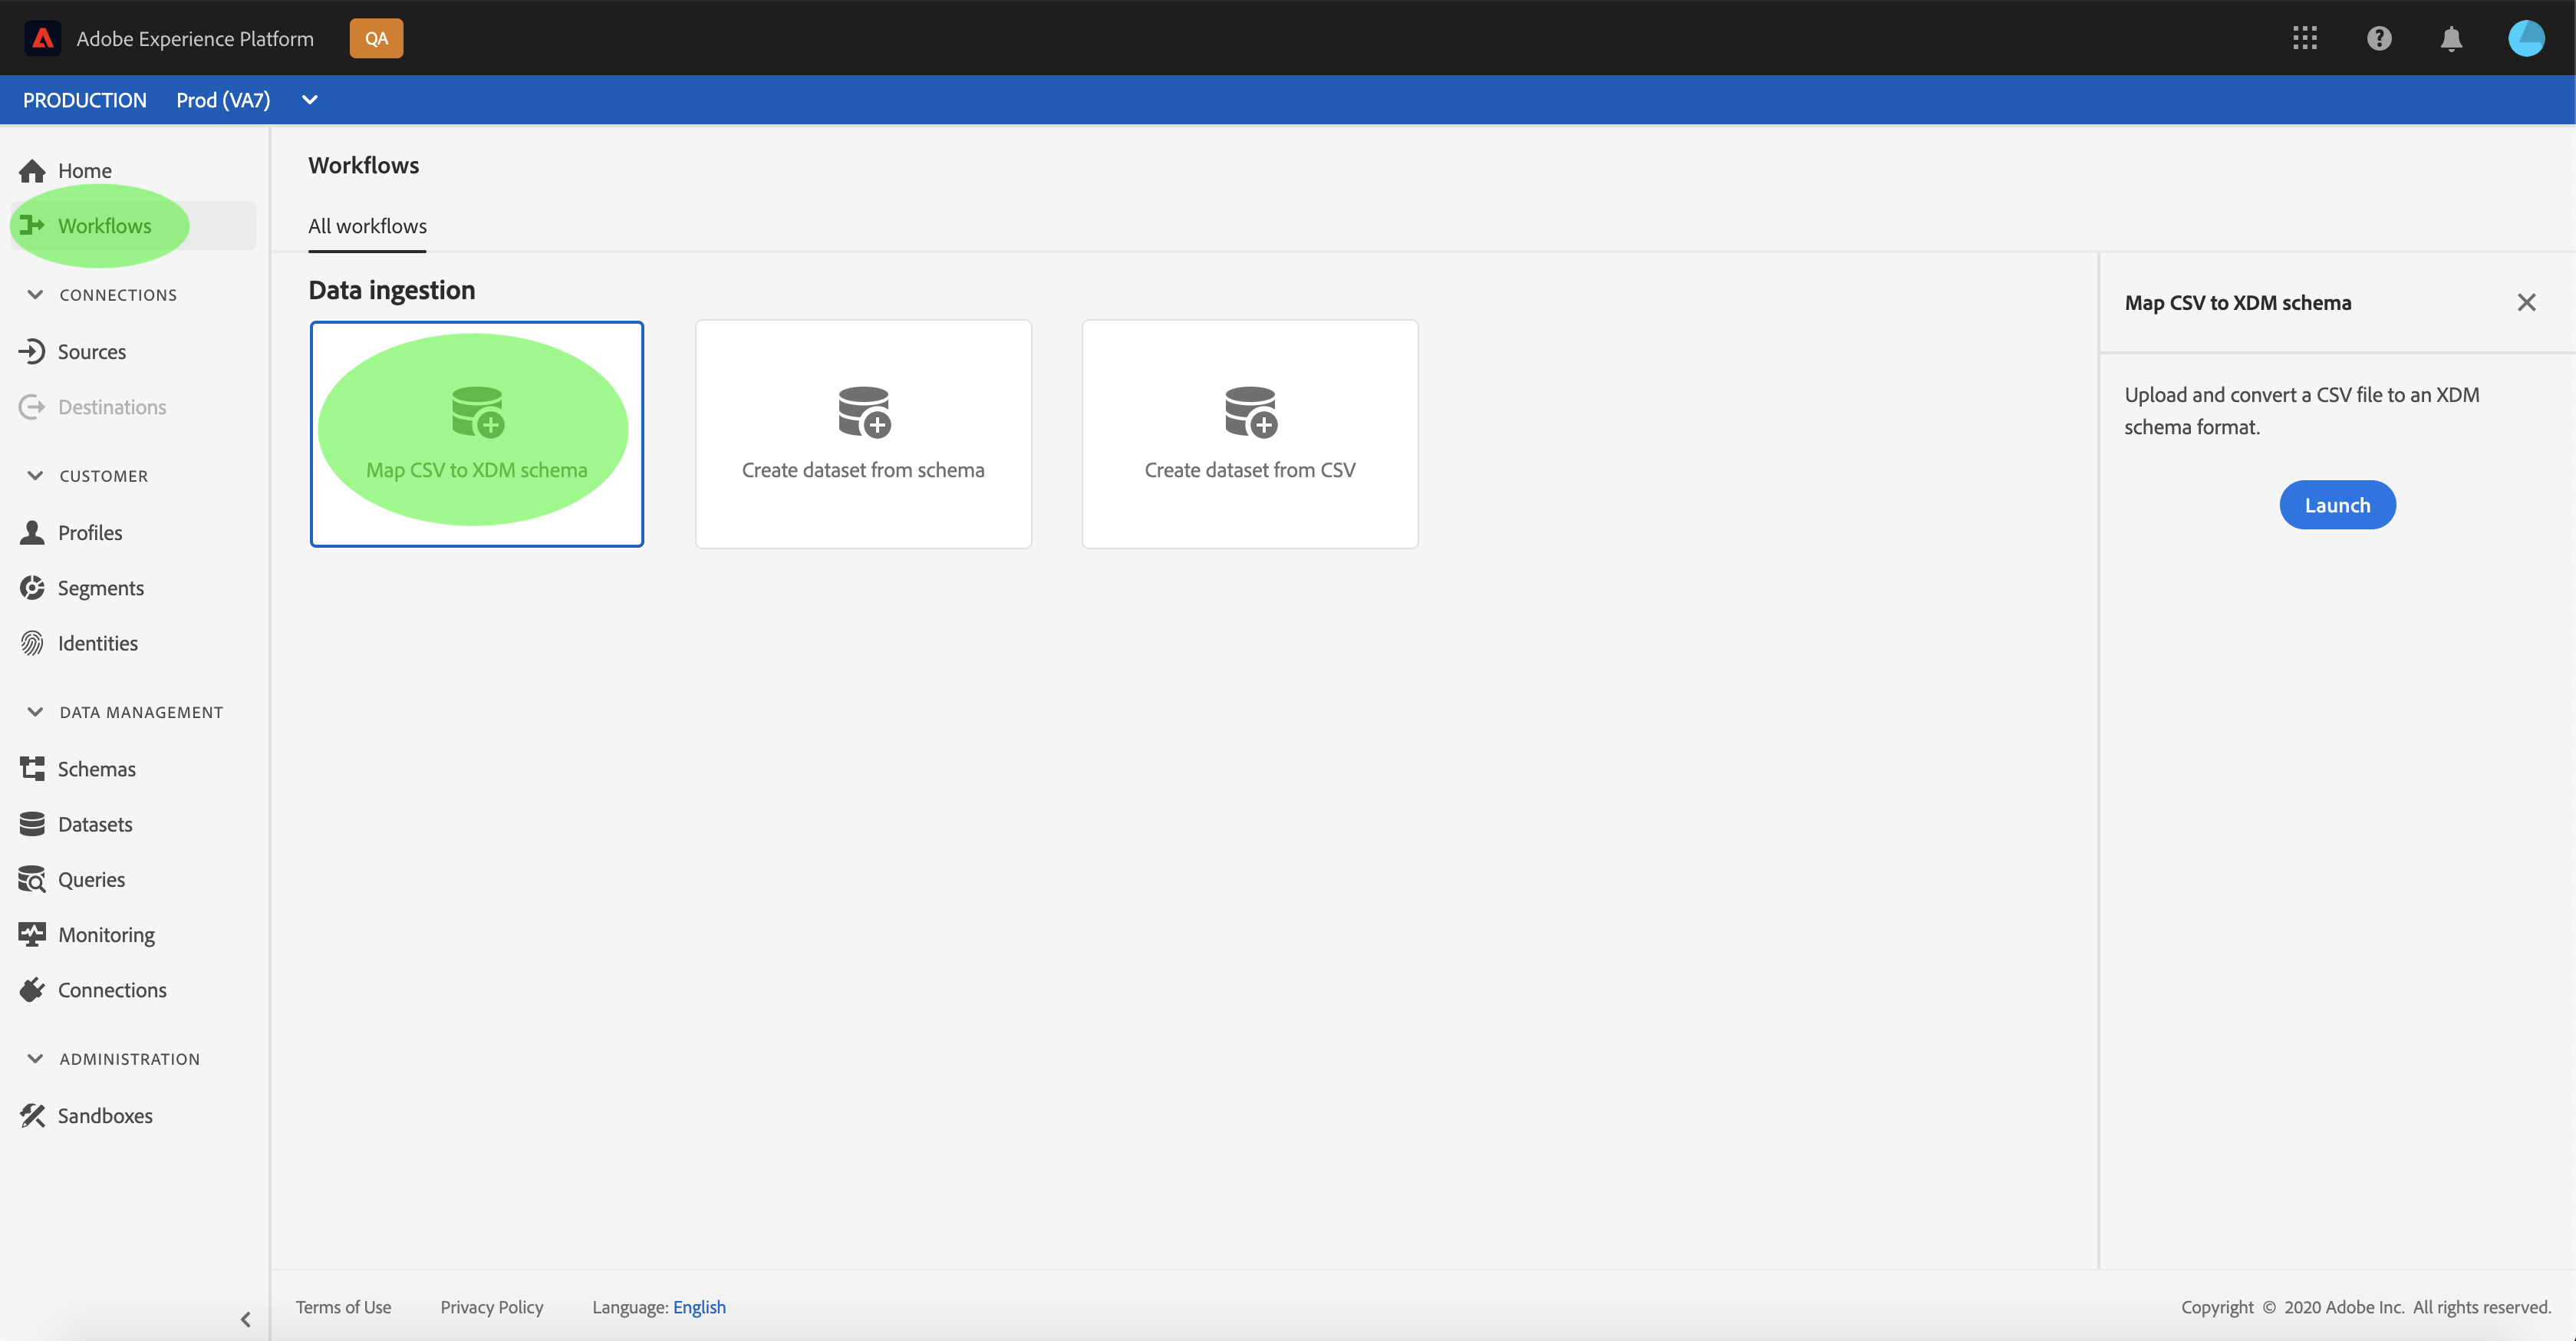 Adobe Experience Platform QA
PRODUCTION Prod (VA7)
Home
Workflows
CONNECTIONS
Sources
Destinations
CUSTOMER
Profiles
Segments
Identities
DATA MANAGEMENT
Schemas
Datasets
Queries
Monitoring
Connections
ADMINISTRATION
Sandboxes
Workflows
All workflows
Data ingestion
Map CSV to XDM schema
Create dataset from schema
Create dataset from CSV
Map CSV to XDM schema
Upload and convert a CSV file to an XDM
schema format.
Launch
Terms of Use Privacy Policy Language: English Copyright © 2020 Adobe Inc. All rights reserved.